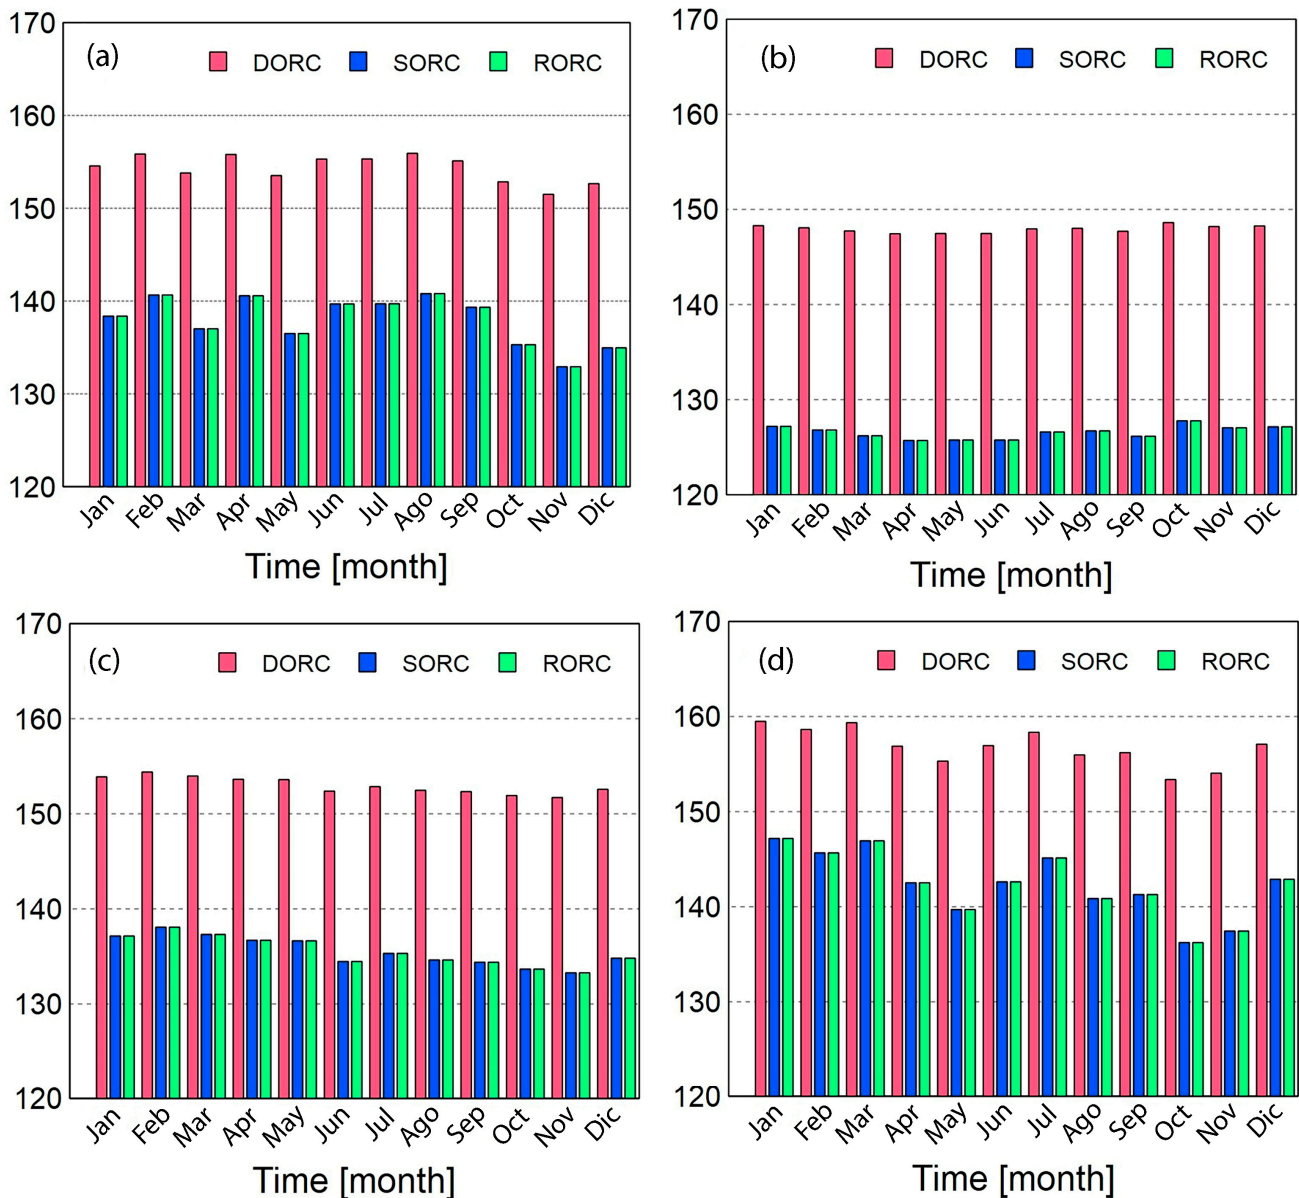 (a) DORC SORC RORC
170
160
150
140
130
120
Jan Feb Mar Apr May Jun Jul Ago Sep Oct Nov Dic
Time [month]
(b) DORC SORC RORC
170
160
150
140
130
120
Jan Feb Mar Apr May Jun Jul Ago Sep Oct Nov Dic
Time [month]
(c) DORC SORC RORC
170
160
150
140
130
120
Jan Feb Mar Apr May Jun Jul Ago Sep Oct Nov Dic
Time [month]
(d) DORC SORC RORC
170
160
150
140
130
120
Jan Feb Mar Apr May Jun Jul Ago Sep Oct Nov Dic
Time [month]